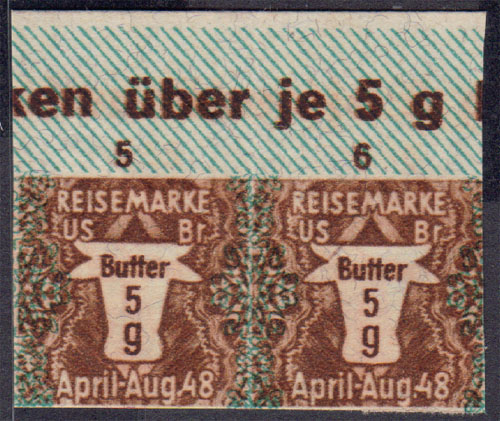 ken über je 5 g
5 6
REISEMARKE
US Br
Butter
5
g
April-Aug.48
REISEMARKE
US Br.
Butter
5
g
April-Aug.48